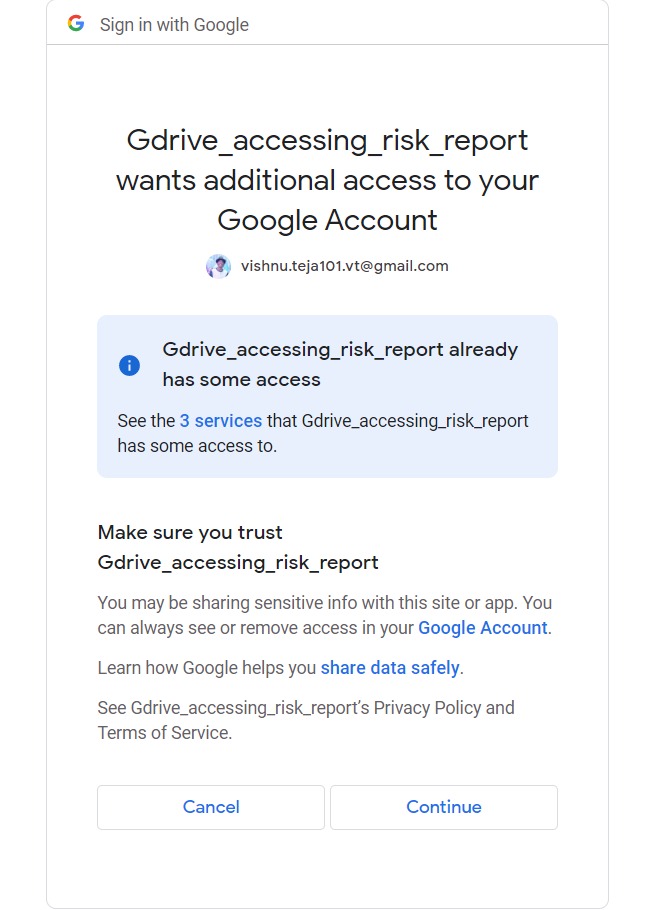 Sign in with Google
Gdrive_accessing_risk_report
wants additional access to your
Google Account
vishnu.teja101.vt@gmail.com
Gdrive_accessing_risk_report already
has some access
See the 3 services that Gdrive_accessing_risk_report
has some access to.
Make sure you trust
Gdrive_accessing_risk_report
You may be sharing sensitive info with this site or app. You
can always see or remove access in your Google Account.
Learn how Google helps you share data safely.
See Gdrive_accessing_risk_report’s Privacy Policy and
Terms of Service.
Cancel
Continue